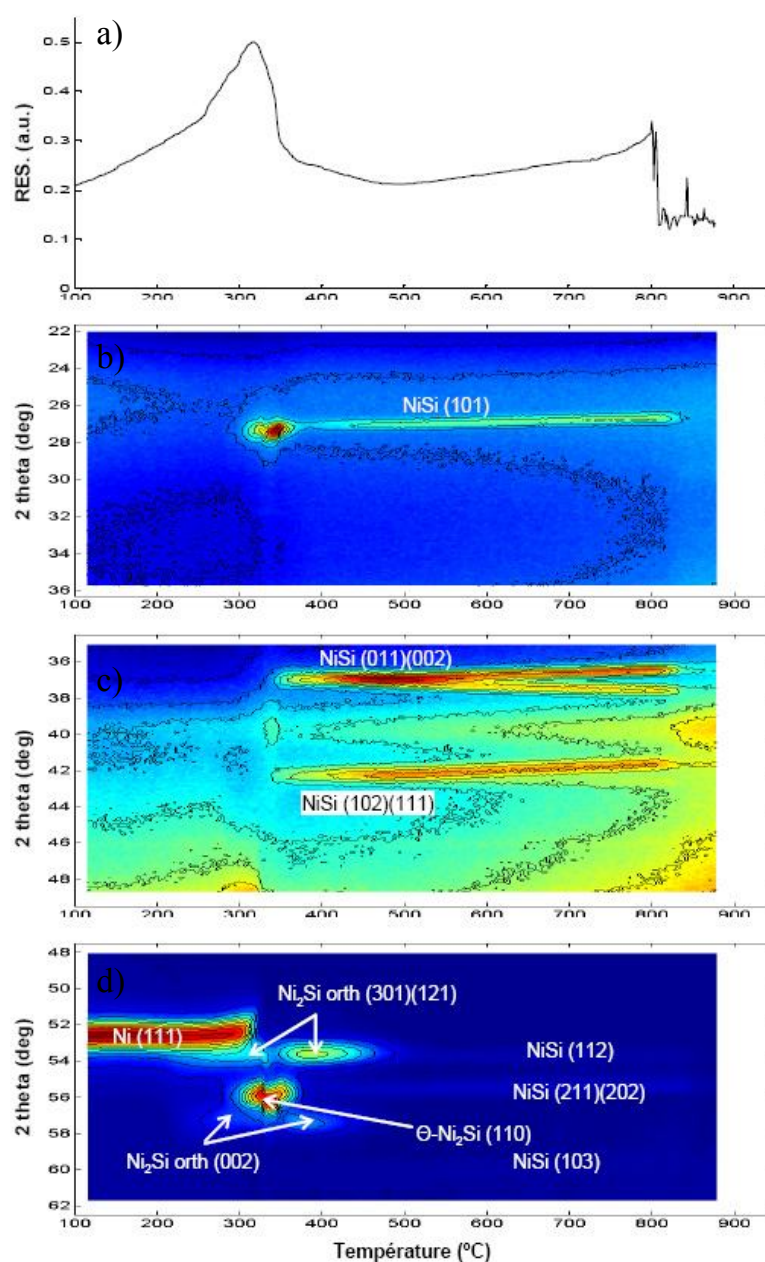 a)
RES. (a.u.)
0.5
0.4
0.3
0.2
0.1
0
100 200 300 400 500 600 700 800 900
b)
NiSi (101)
2 theta (deg)
22
24
26
28
30
32
34
36
100 200 300 400 500 600 700 800 900
c)
NiSi (011)(002)
NiSi (102)(111)
2 theta (deg)
36
38
40
42
44
46
48
100 200 300 400 500 600 700 800 900
d)
Ni₂Si orth (301)(121)
Ni (111)
NiSi (112)
NiSi (211)(202)
Θ-Ni₂Si (110)
Ni₂Si orth (002)
NiSi (103)
2 theta (deg)
48
50
52
54
56
58
60
62
100 200 300 400 500 600 700 800 900
Température (ºC)